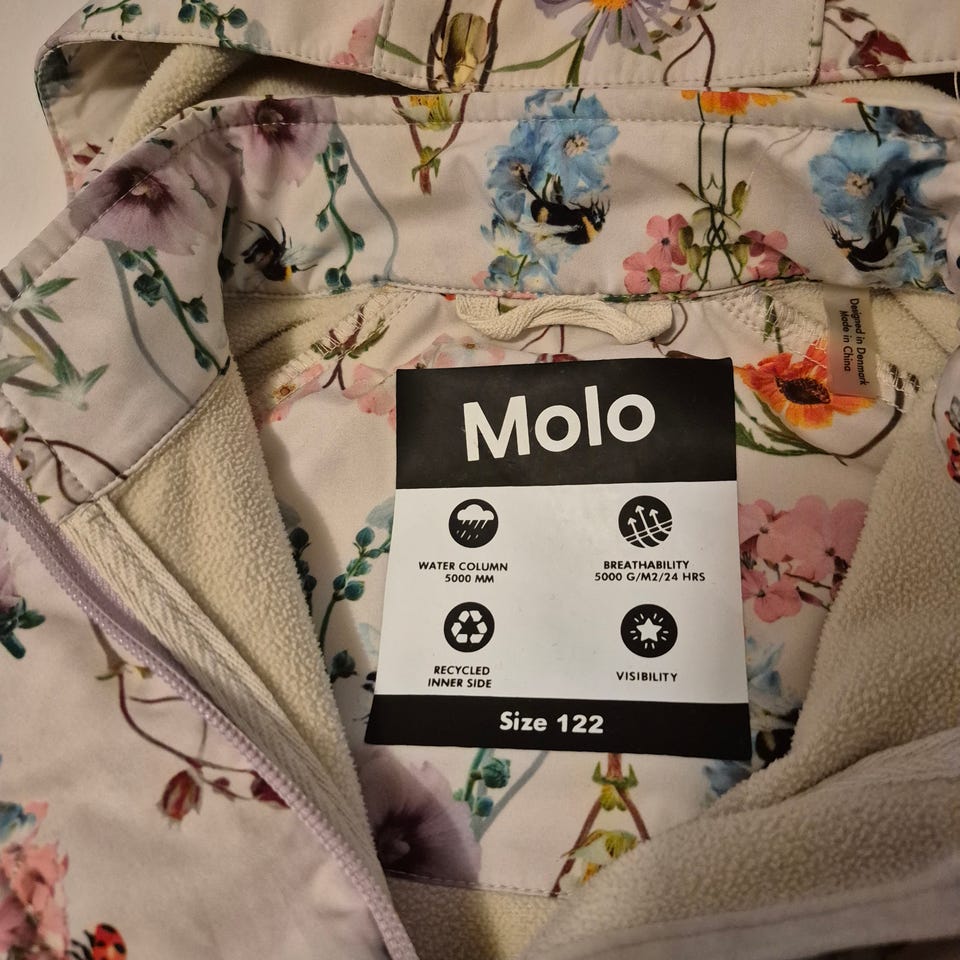 Designed in Denmark
Made in China
Molo
WATER COLUMN
5000 MM
BREATHABILITY
5000 G/M2/24 HRS
RECYCLED
INNER SIDE
VISIBILITY
Size 122